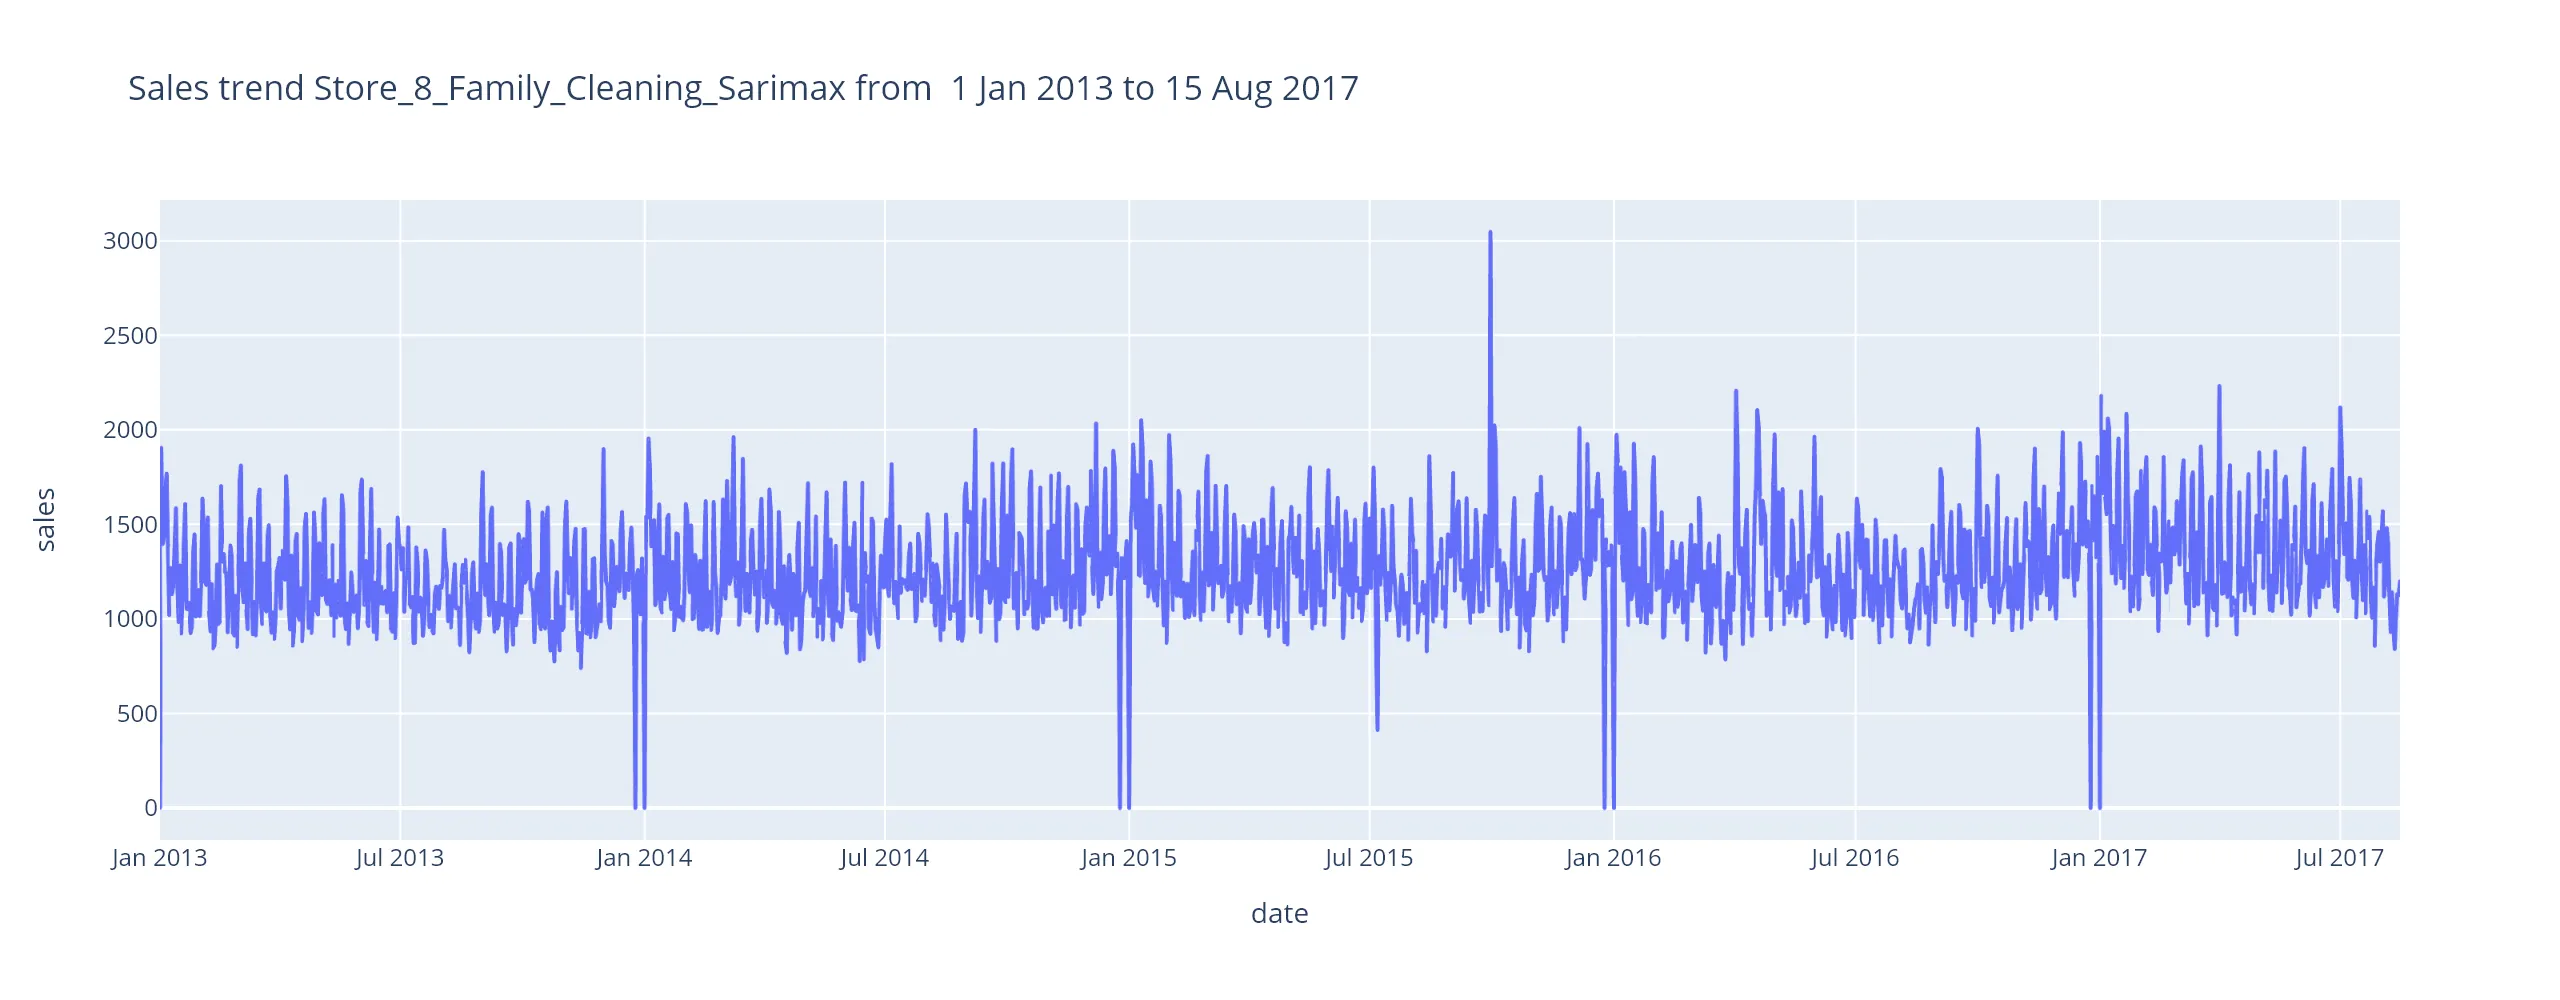 Sales trend Store_8_Family_Cleaning_Sarimax from  1 Jan 2013 to 15 Aug 2017
sales
3000
2500
2000
1500
1000
500
0
Jan 2013 Jul 2013 Jan 2014 Jul 2014 Jan 2015 Jul 2015 Jan 2016 Jul 2016 Jan 2017 Jul 2017
date